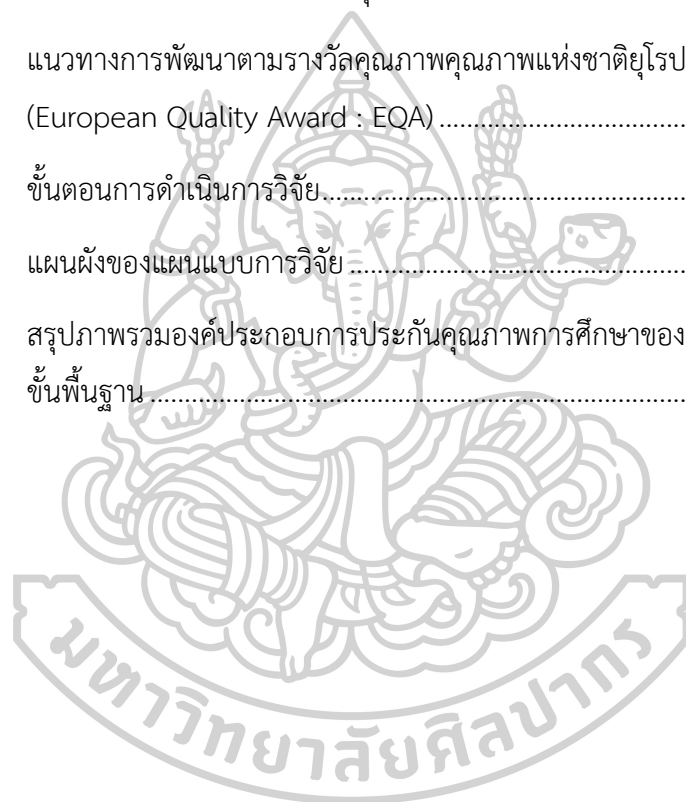 แนวทางการพัฒนาตามรางวัลคุณภาพคุณภาพแห่งชาติยุโรป
(European Quality Award : EQA)..................................
ขั้นตอนการดำเนินการวิจัย..................................................
แผนผังของแผนแบบการวิจัย..............................................
สรุปภาพรวมองค์ประกอบการประกันคุณภาพการศึกษาของ
ขั้นพื้นฐาน..........................................................................
มหาวิทยาลัยศิลปากร